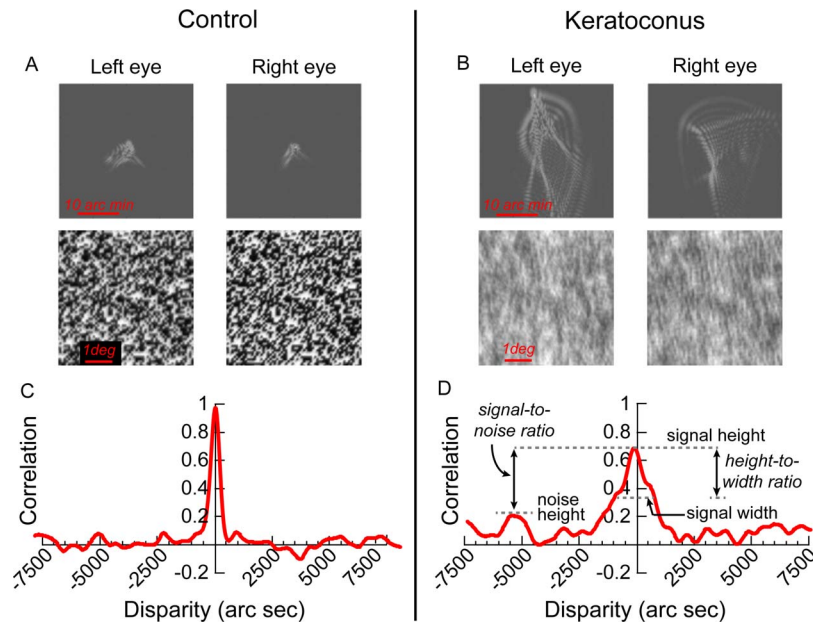 Control
Keratoconus
A
Left eye
Right eye
10 arc min
1deg
B
Left eye
Right eye
10 arc min
1deg
C
Correlation
1
0.8
0.6
0.4
0.2
-0.2
-7500
-5000
-2500
2500
5000
7500
Disparity (arc sec)
D
Correlation
signal-to-
noise ratio
1
0.8
0.6
0.4
0.2
-0.2
signal height
height-to-
width ratio
noise
height
signal width
-7500
-5000
-2500
2500
5000
7500
Disparity (arc sec)